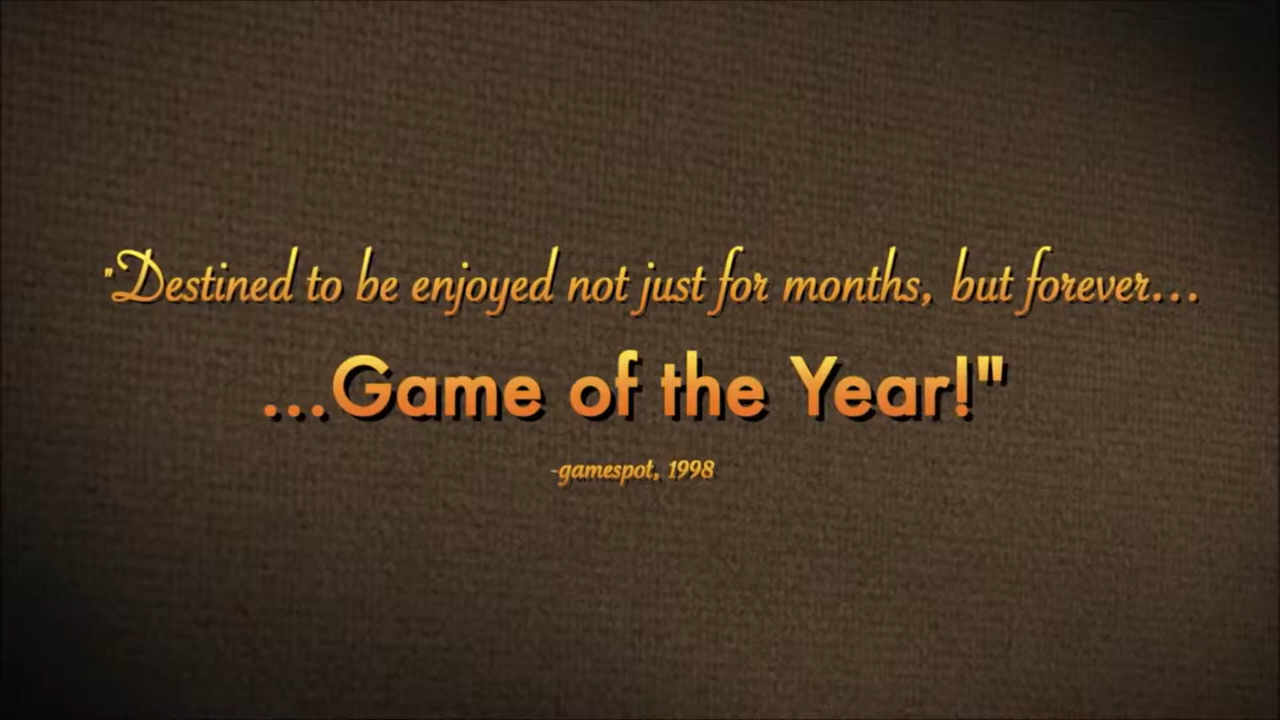 "Destined to be enjoyed not just for months, but forever...
...Game of the Year!"
-gamespot, 1998